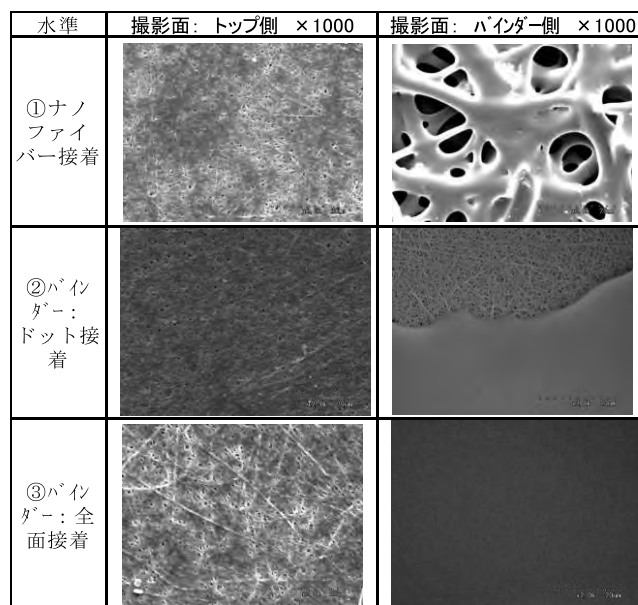 水準
撮影面： トップ側 ×1000
撮影面： バインダー側 ×1000
①ナノ
ファイ
バー接着
②バイン
ダー：
ドット接
着
③バイン
ダー：全
面接着